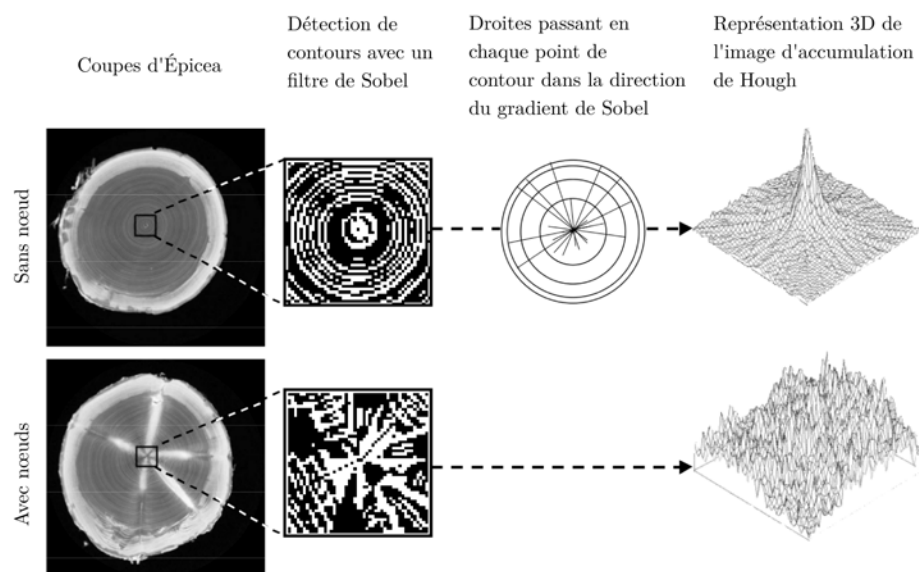 Coupes d'Épicea
Détection de
contours avec un
filtre de Sobel
Droites passant en
chaque point de
contour dans la direction
du gradient de Sobel
Représentation 3D de
l'image d'accumulation
de Hough
Sans nœud
Avec nœuds